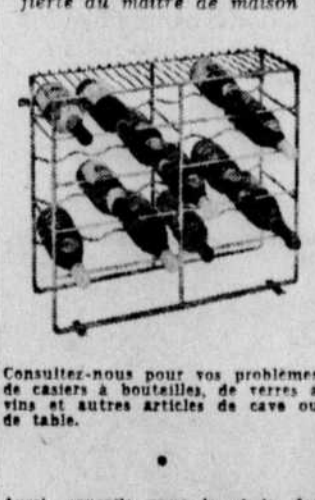 fierté du maître de maison
Consultez-nous pour vos problèmes
de casiers à bouteilles, de verres à
vins et autres articles de cave ou
de table.